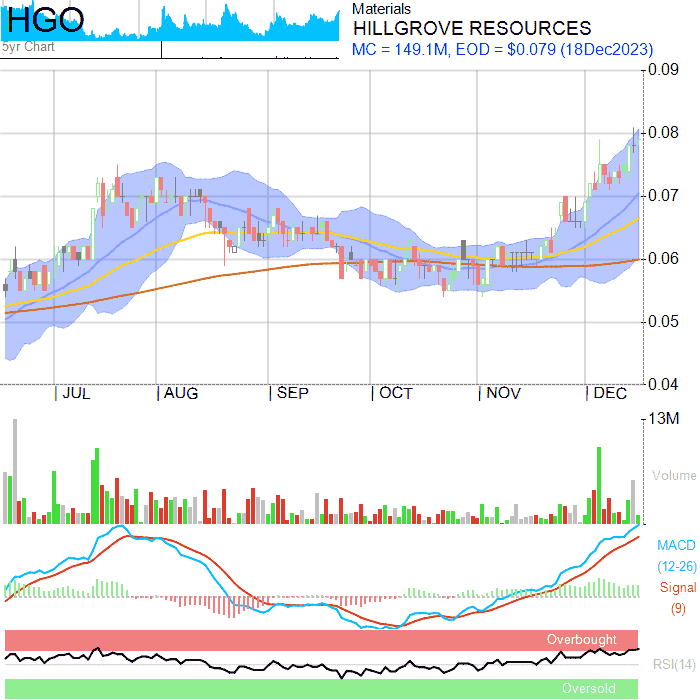 HGO
5yr Chart
Materials
HILLGROVE RESOURCES
MC = 149.1M, EOD = $0.079 (18Dec2023)
0.09
0.08
0.07
0.06
0.05
0.04
JUL AUG SEP OCT NOV DEC
13M
Volume
MACD
(12-26)
Signal
(9)
Overbought
RSI(14)
Oversold